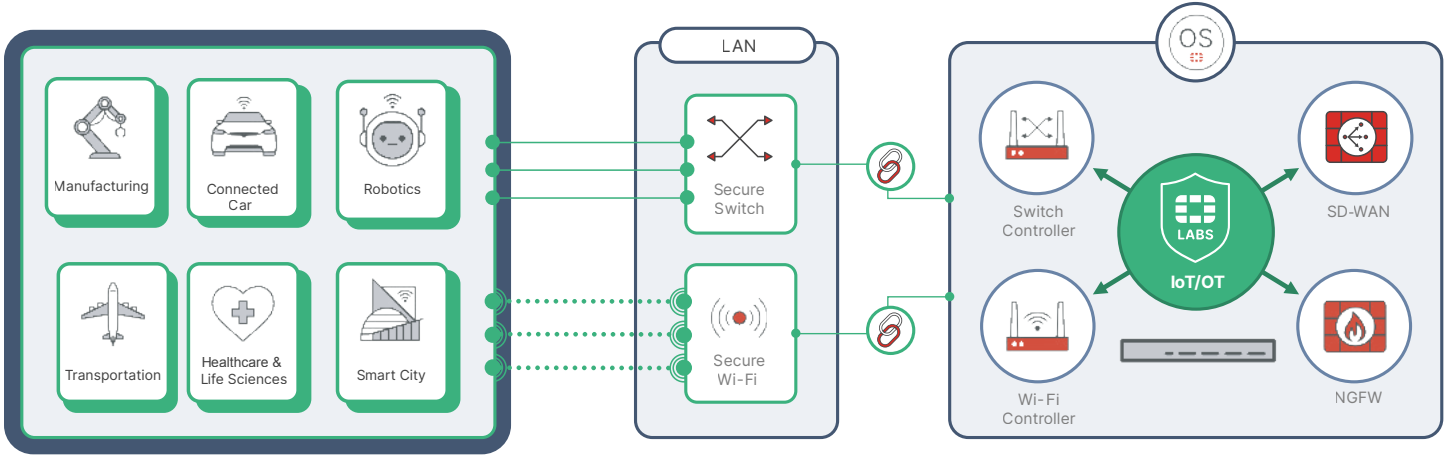 LAN
OS
Manufacturing
Connected
Car
Robotics
Secure
Switch
Switch
Controller
LABS
IoT/OT
SD-WAN
Transportation
Healthcare &
Life Sciences
Smart City
Secure
Wi-Fi
Wi-Fi
Controller
NGFW